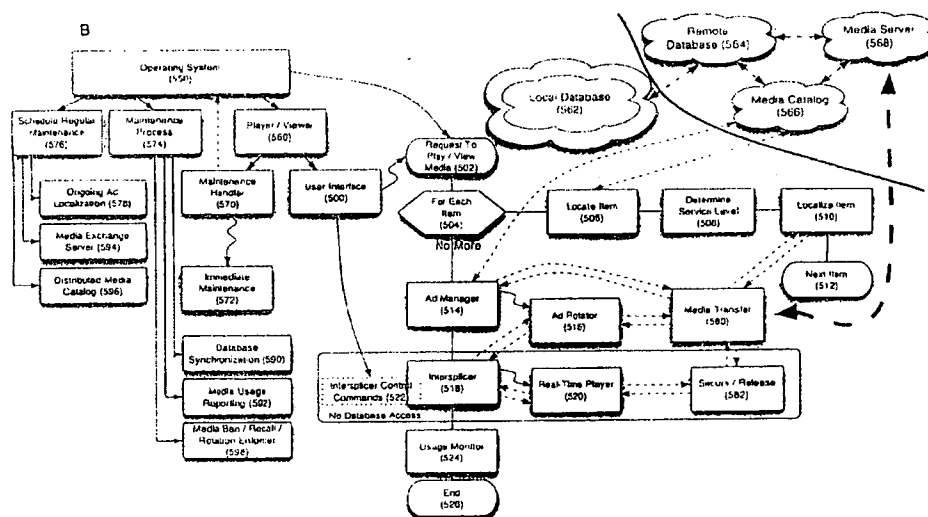 B
Operating System
(550)
Schedule Regular
Maintenance
(576)
Maintenance
Process
(574)
Player / Viewer
(560)
Ongoing Ad
Localization (578)
Media Exchange
Server (594)
Distributed Media
Catalog (596)
Maintenance
Handler
(570)
User Interface
(500)
Immediate
Maintenance
(572)
Database
Synchronization (590)
Media Usage
Reporting (592)
Media Ban / Recall /
Rotation Enforcer
(598)
Request To
Play / View
Media (502)
Local Database
(562)
Remote
Database (564)
Media Server
(568)
Media Catalog
(566)
For Each
Item
(504)
No More
Locate Item
(506)
Determine
Service Level
(508)
Localize Item
(510)
Next Item
(512)
Ad Manager
(514)
Ad Rotator
(516)
Media Transfer
(580)
Intersplicer Control
Commands (522)
No Database Access
Intersplicer
(518)
Real-Time Player
(520)
Secure / Release
(582)
Usage Monitor
(524)
End
(526)